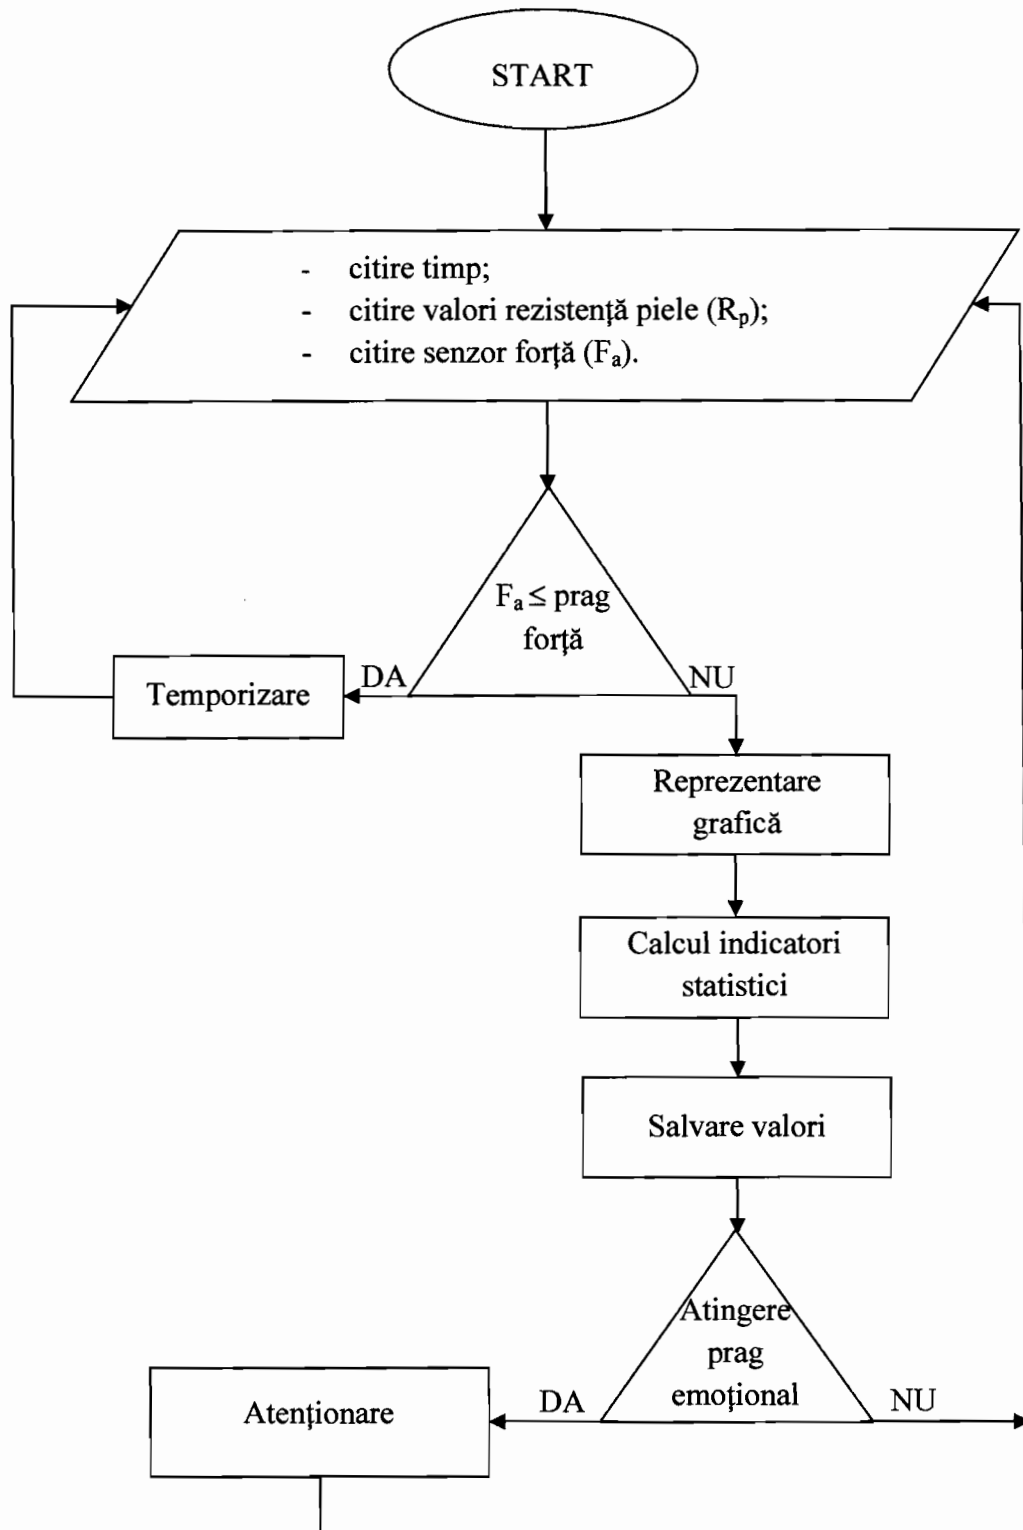 START
- citire timp;
- citire valori rezistență piele (Rp);
- citire senzor forță (Fa).
Fa ≤ prag
forță
DA
NU
Temporizare
Reprezentare
grafică
Calcul indicatori
statistici
Salvare valori
Atingere
prag
emoțional
DA
NU
Atenționare